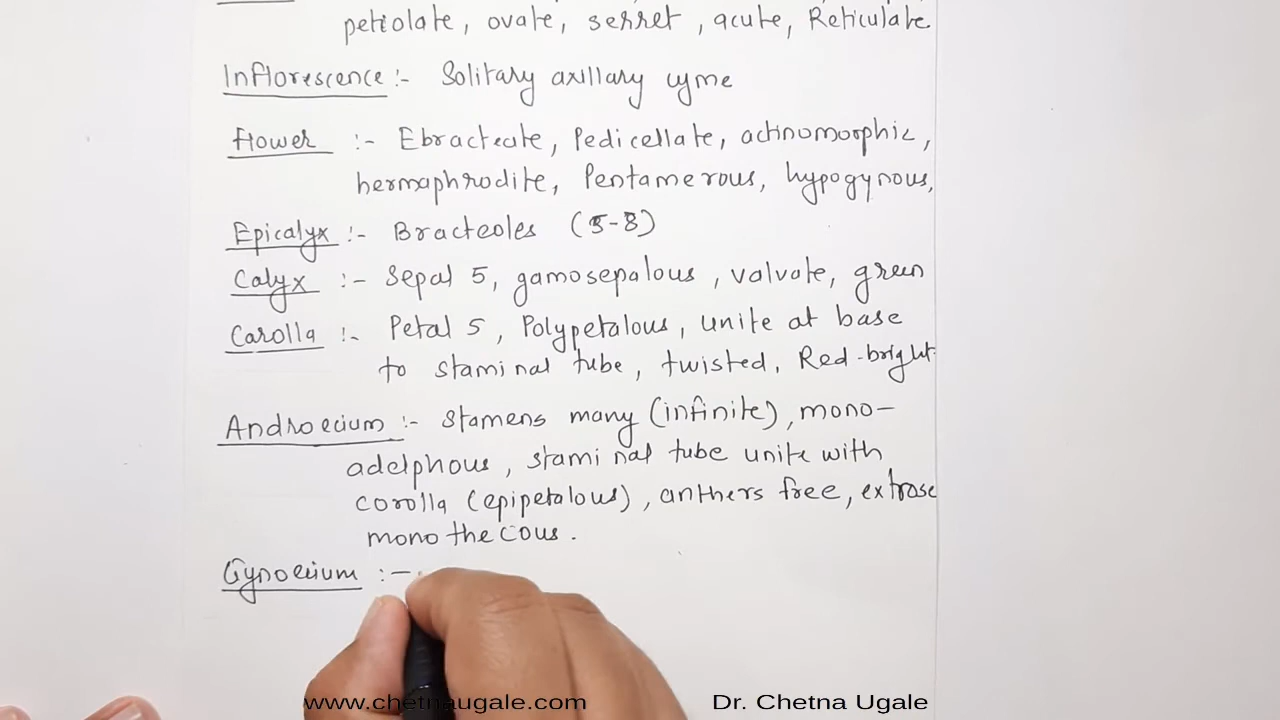 petiolate, ovate, serret, acute, Reticulate
Inflorescence :- Solitary axillary cyme
flower :- Ebracteate, Pedicellate, actinomorphic,
hermaphrodite, Pentamerous, hypogynous,
Epicalyx :- Bracteoles (5-8)
Calyx :- Sepal 5, gamosepalous, valvate, green
Carolla :- Petal 5, Polypetalous, unite at base
to staminal tube, twisted, Red-bright
Androecium :- Stamens many (infinite), mono-
adelphous, staminal tube unite with
corolla (epipetalous), anthers free, extrose
monothecous.
Gynoecium :-
www.chetnaugale.com Dr. Chetna Ugale